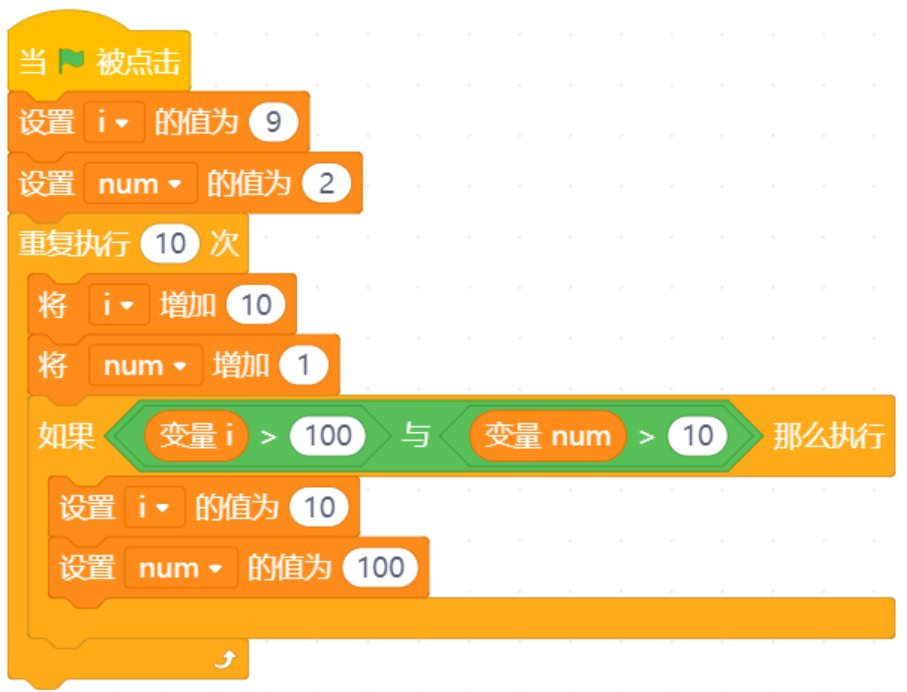 当 被点击
设置 i 的值为 9
设置 num 的值为 2
重复执行 10 次
将 i 增加 10
将 num 增加 1
如果 变量 i > 100 与 变量 num > 10 那么执行
设置 i 的值为 10
设置 num 的值为 100